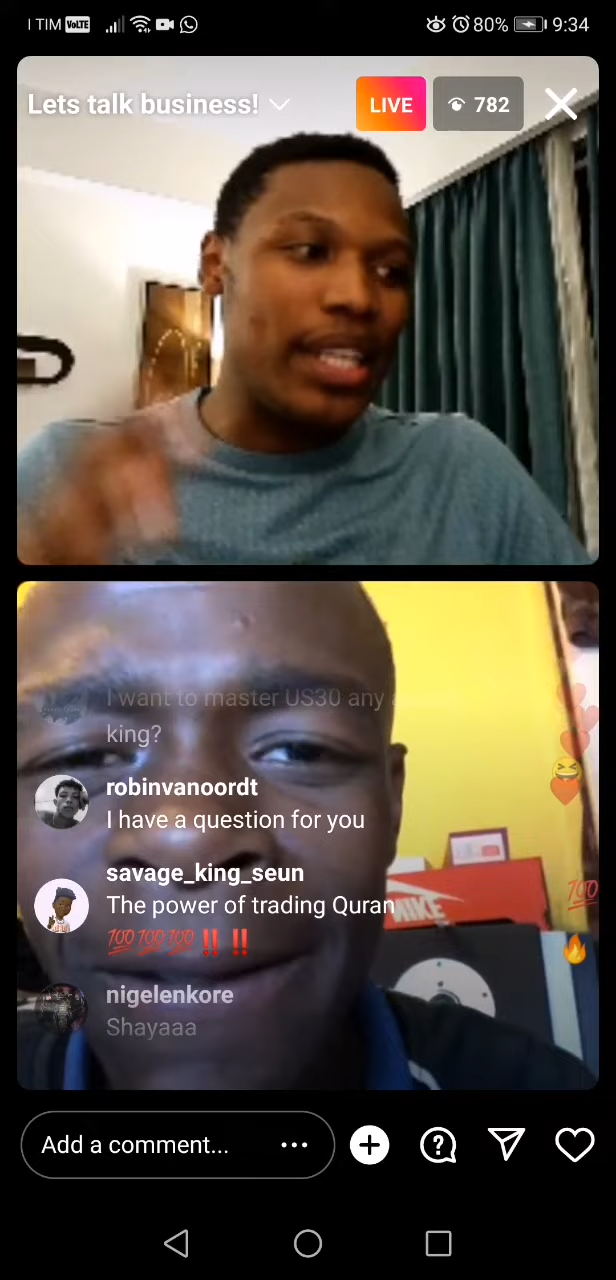 TIM VoLTE 80% 9:34
Lets talk business! LIVE 782
I want to master US30 any
king?
robinvanoordt
I have a question for you
savage_king_seun
The power of trading Quran
💯💯💯‼️‼️
NIKE
nigelenkore
Shayaaa
Add a comment...